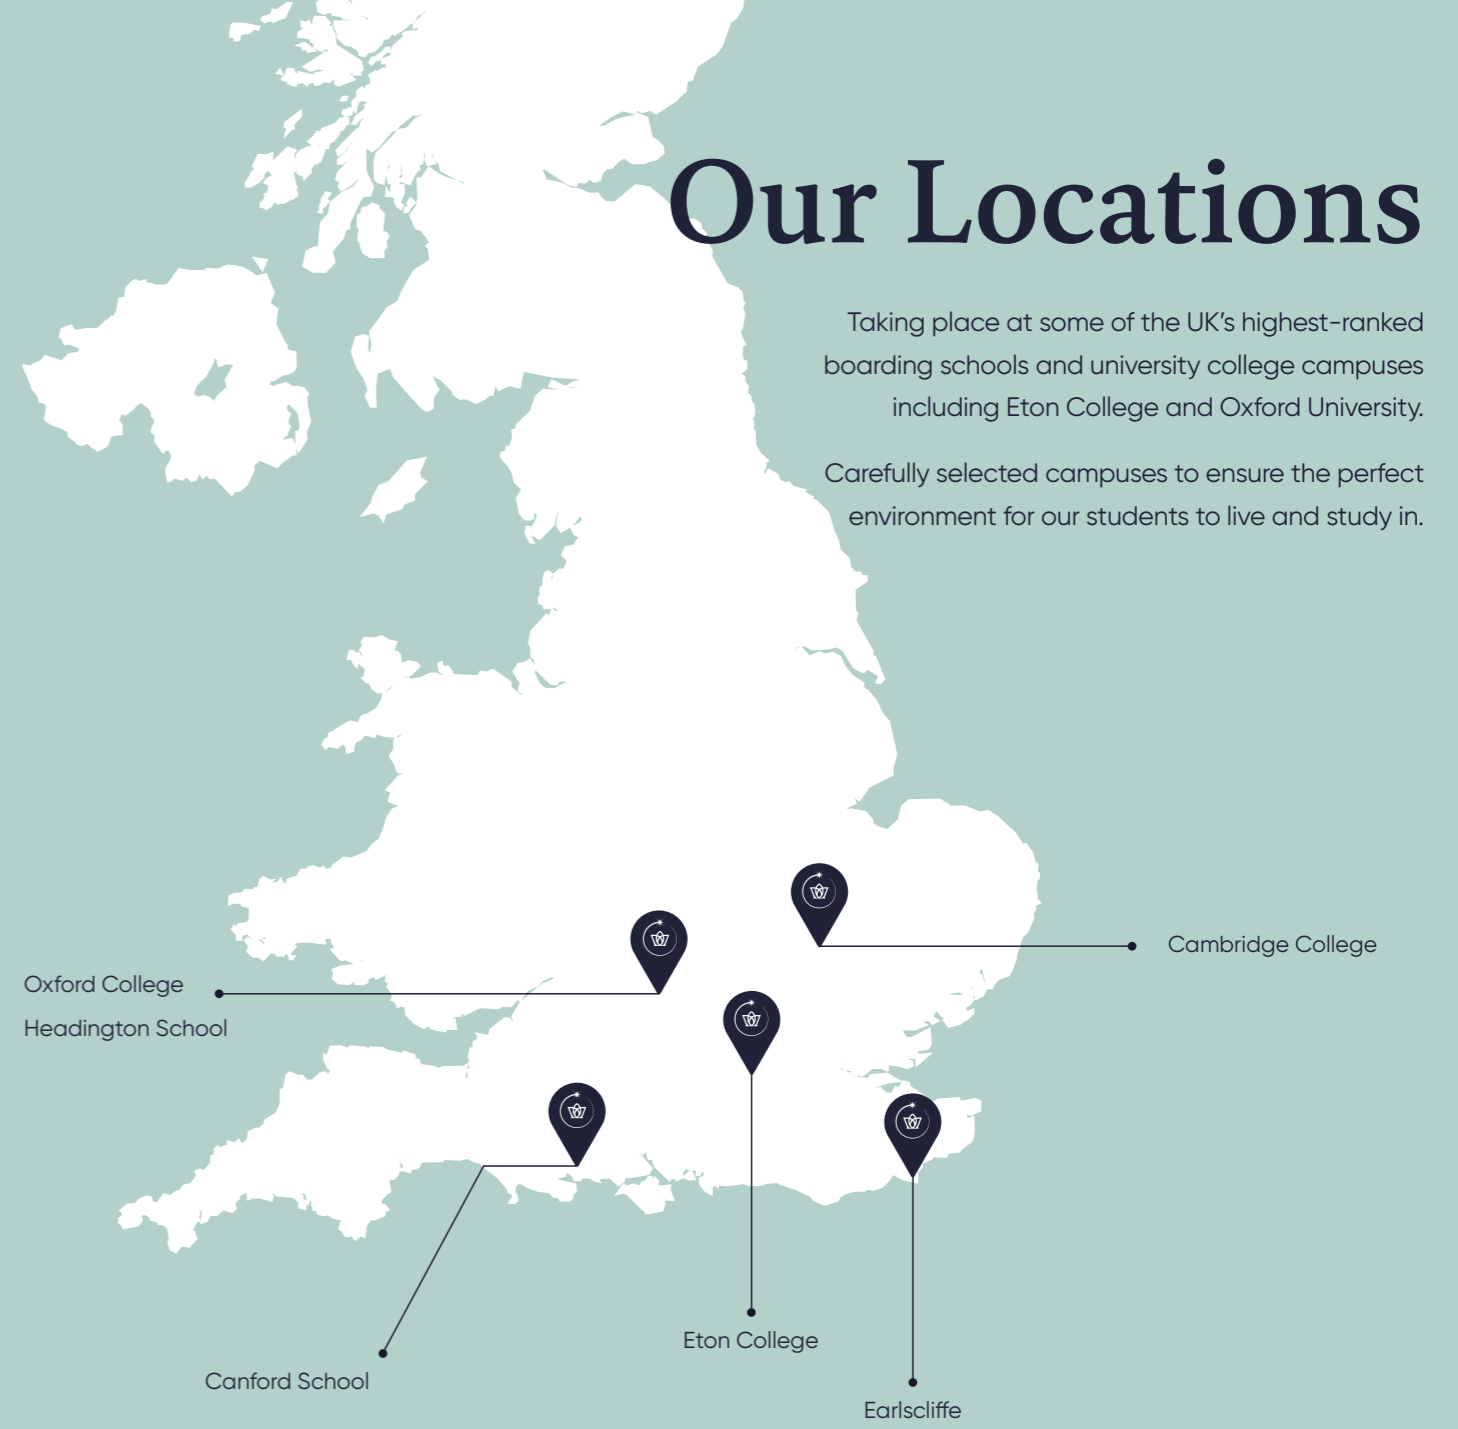 Our Locations
Taking place at some of the UK's highest-ranked
boarding schools and university college campuses
including Eton College and Oxford University.
Carefully selected campuses to ensure the perfect
environment for our students to live and study in.
Cambridge College
Oxford College
Headington School
Eton College
Canford School
Earlscliffe